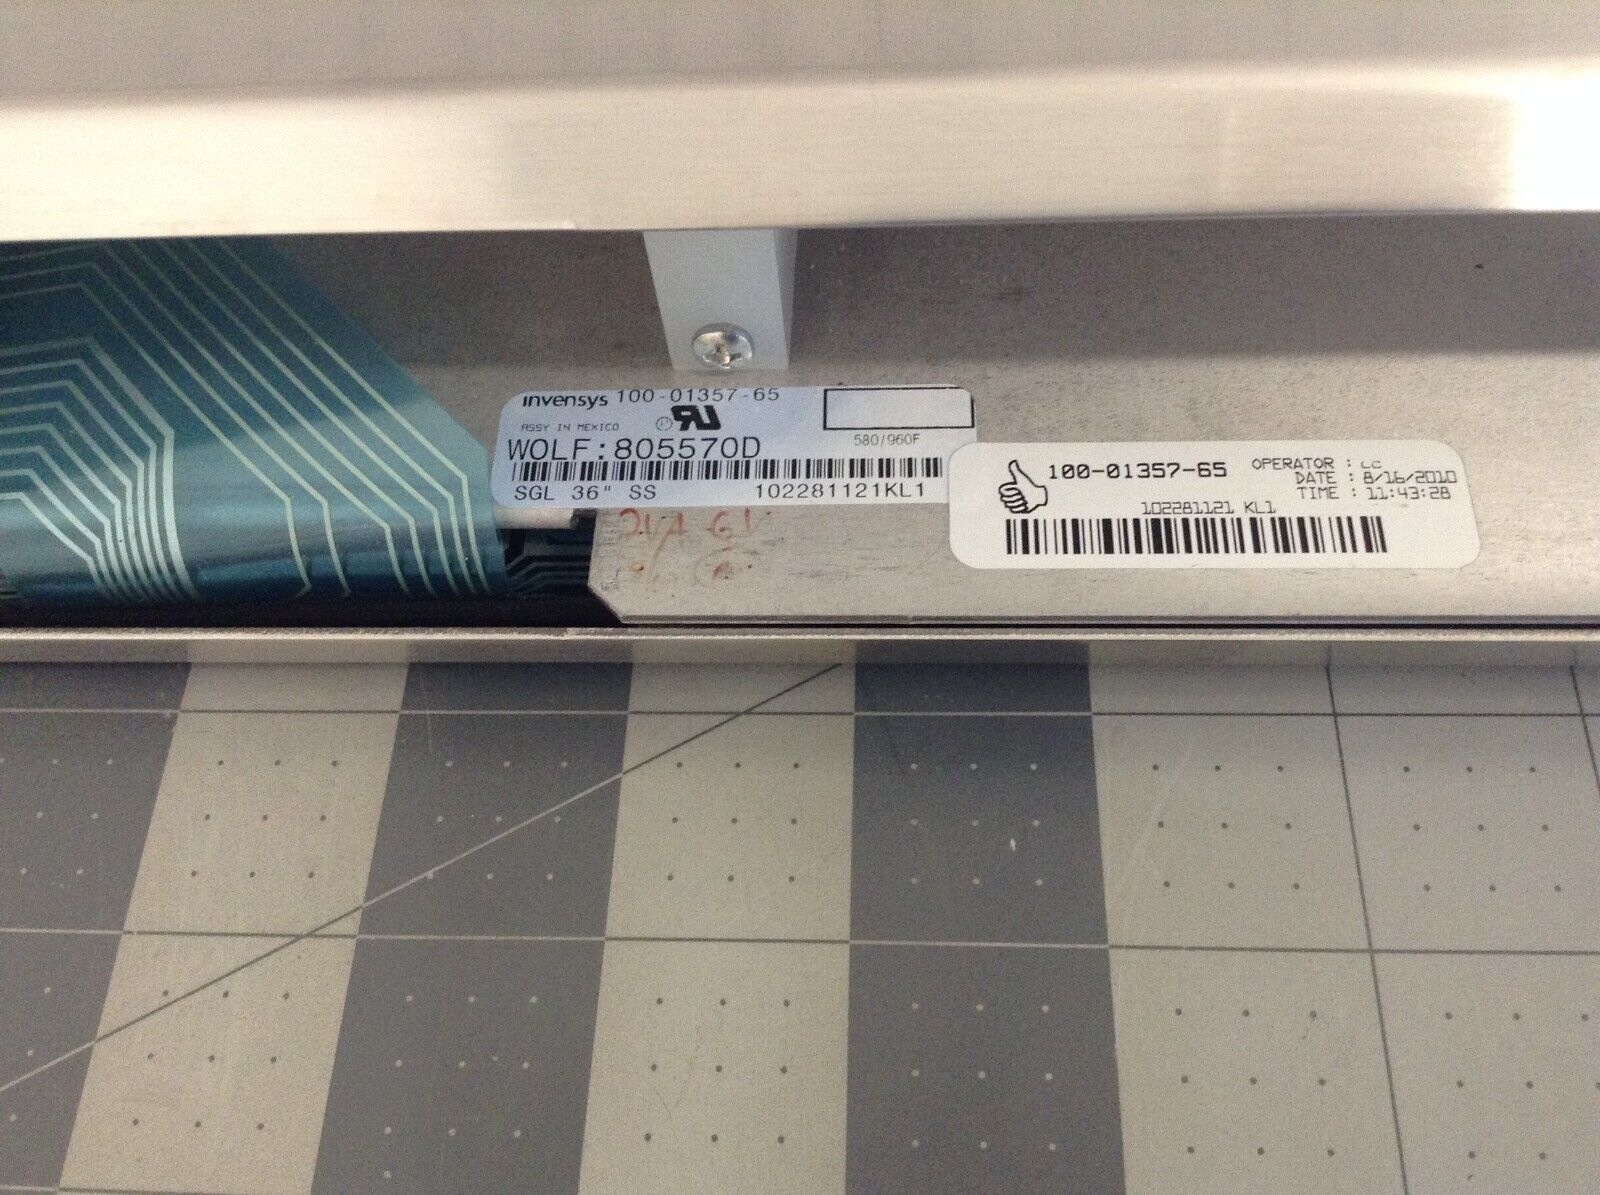 invensys 100-01357-65
ASSY IN MEXICO
580/960F
WOLF:805570D
SGL 36" SS 102281121KL1
100-01357-65
OPERATOR :
DATE : 8/16/2010
TIME : 11:43:28
102281121 KL1